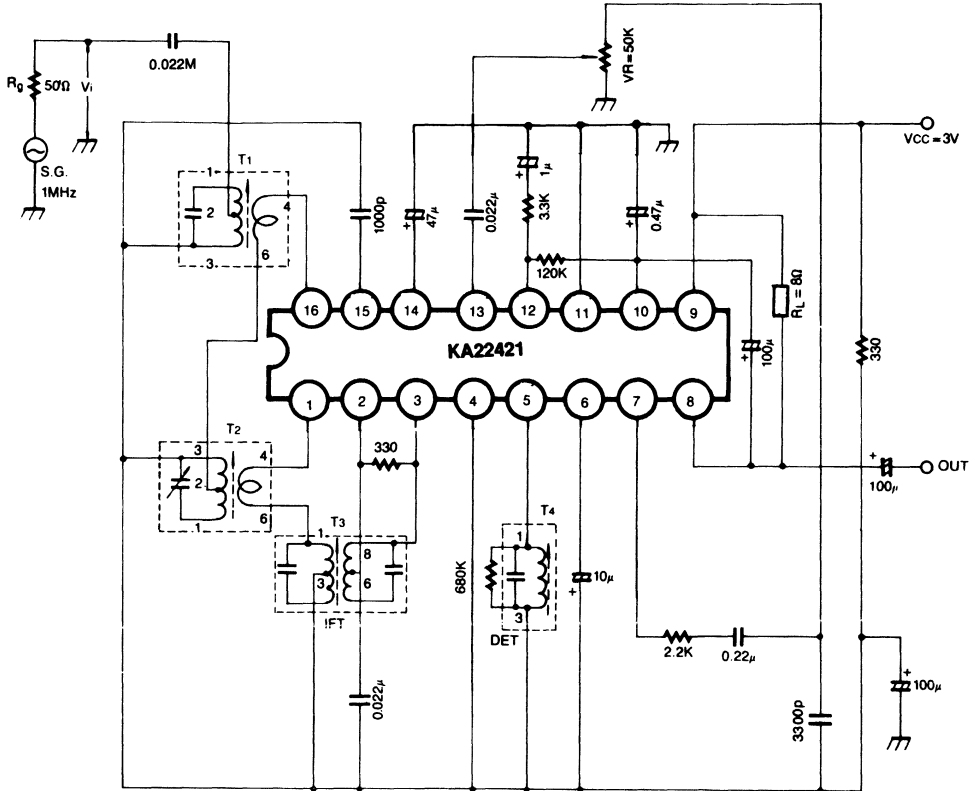 VR=50K
0.022M
Rg
50Ω
Vi
S.G.
1MHz
VCC=3V
T1
1
2
3
4
6
1000p
47μ
+
0.022μ
+
1μ
3.3K
120K
+
0.47μ
+
100μ
RL = 8Ω
330
16
15
14
13
12
11
10
9
KA22421
1
2
3
4
5
6
7
8
T2
3
2
1
4
6
330
T3
1
3
8
6
IFT
0.022μ
680K
T4
1
3
DET
10μ
+
2.2K
0.22μ
3300p
+
100μ
+
100μ
OUT